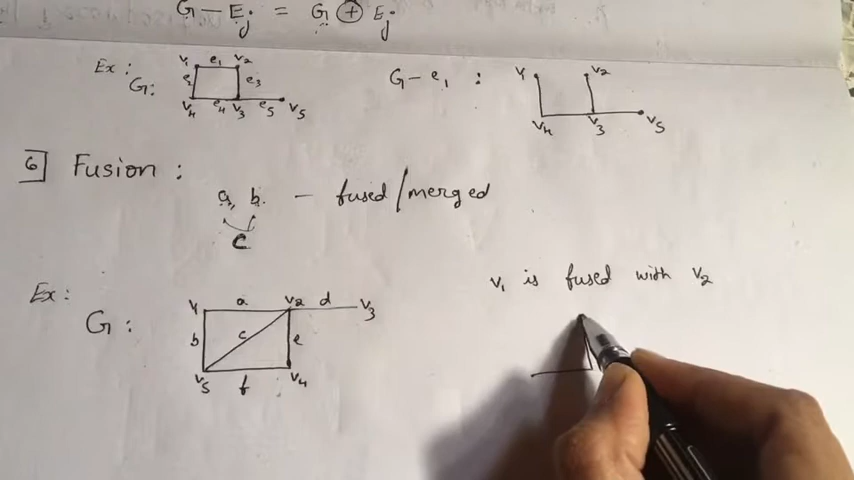 G - Ej = G ⊕ Ej
Ex:
G:
v1 e1 v2
e2 e3
v4 e4 v3 e5 v5
G - e1 :
v1 v2
v4 v3 v5
6] Fusion :
a, b. - fused/merged
c
Ex:
G:
v1 a v2 d v3
b c e
v5 f v4
v1 is fused with v2